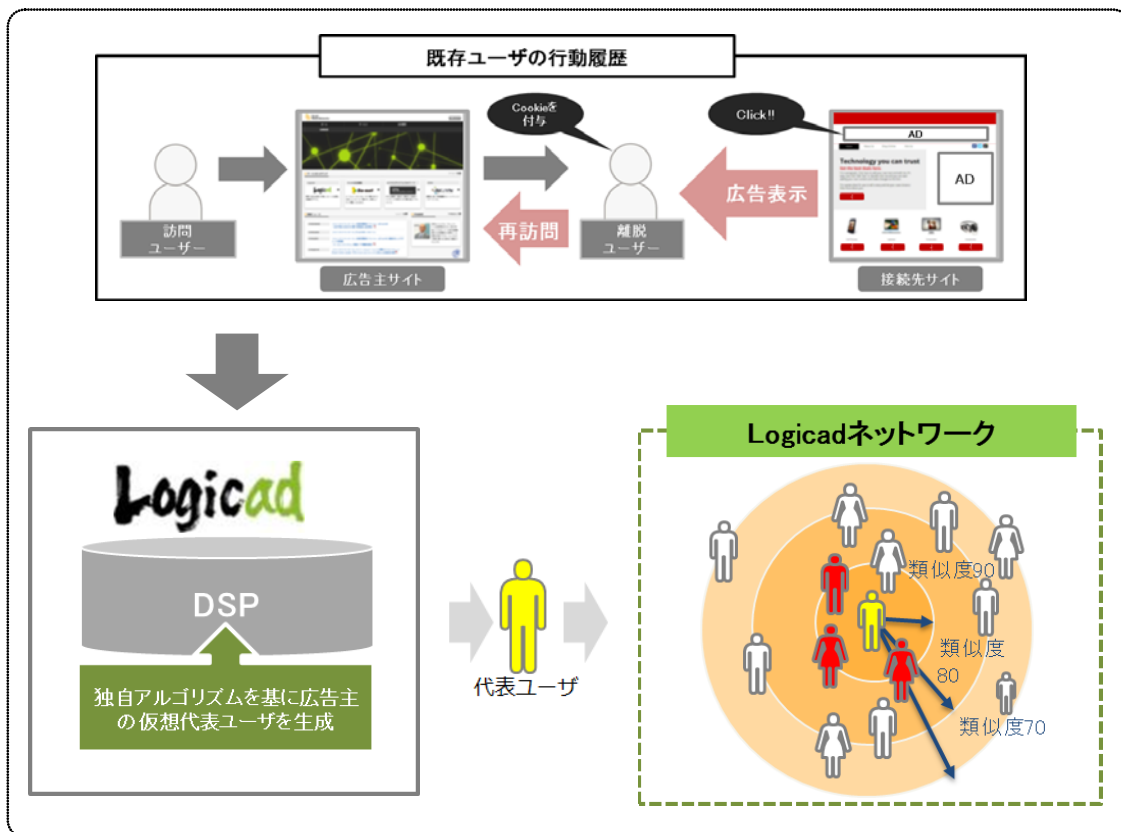 既存ユーザの行動履歴
Cookieを
付与
Click!!
AD
Technology you can trust
AD
広告表示
再訪問
訪問
ユーザー
離脱
ユーザー
広告主サイト
接続先サイト
Logicad
DSP
独自アルゴリズムを基に広告主
の仮想代表ユーザを生成
代表ユーザ
Logicadネットワーク
類似度90
類似度
80
類似度70